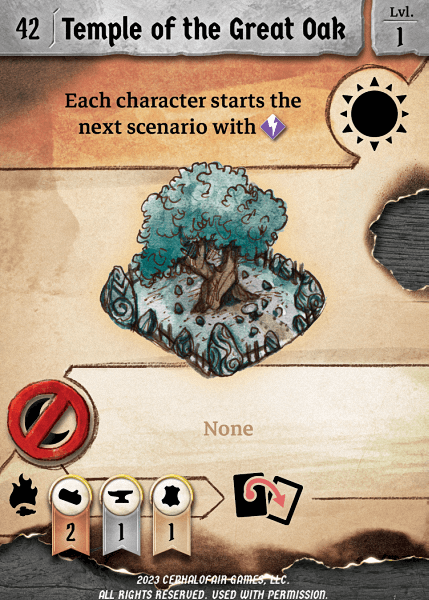 42 Temple of the Great Oak
Lvl.
1
Each character starts the
next scenario with
None
2 1 1
2023 CEPHALOFAIR GAMES, LLC.
ALL RIGHTS RESERVED. USED WITH PERMISSION.